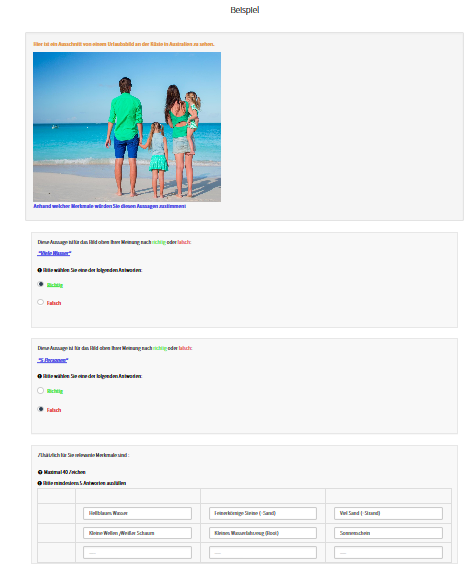 Beispiel
Hier ist ein Ausschnitt von einem Urlaubsbild an der Küste in Australien zu sehen.
Anhand welcher Merkmale würden Sie diesen Aussagen zustimmen?
Diese Aussage ist für das Bild oben Ihrer Meinung nach richtig oder falsch:
"Viele Wasser"
Bitte wählen Sie eine der folgenden Antworten:
Richtig
Falsch
Diese Aussage ist für das Bild oben Ihrer Meinung nach richtig oder falsch:
"5 Personen"
Bitte wählen Sie eine der folgenden Antworten:
Richtig
Falsch
für Sie relevante Merkmale sind :
Maximal 40 Zeichen
Bitte mindestens Antworten ausfüllen
Hellblaues Wasser
Feinerkörnige Steine (-Sand)
Viel Sand (- Strand)
Kleine Wellen /Weißer Schaum
Kleines Wasserfahrzeug (Boot)
Sonnenschein
....
....
....